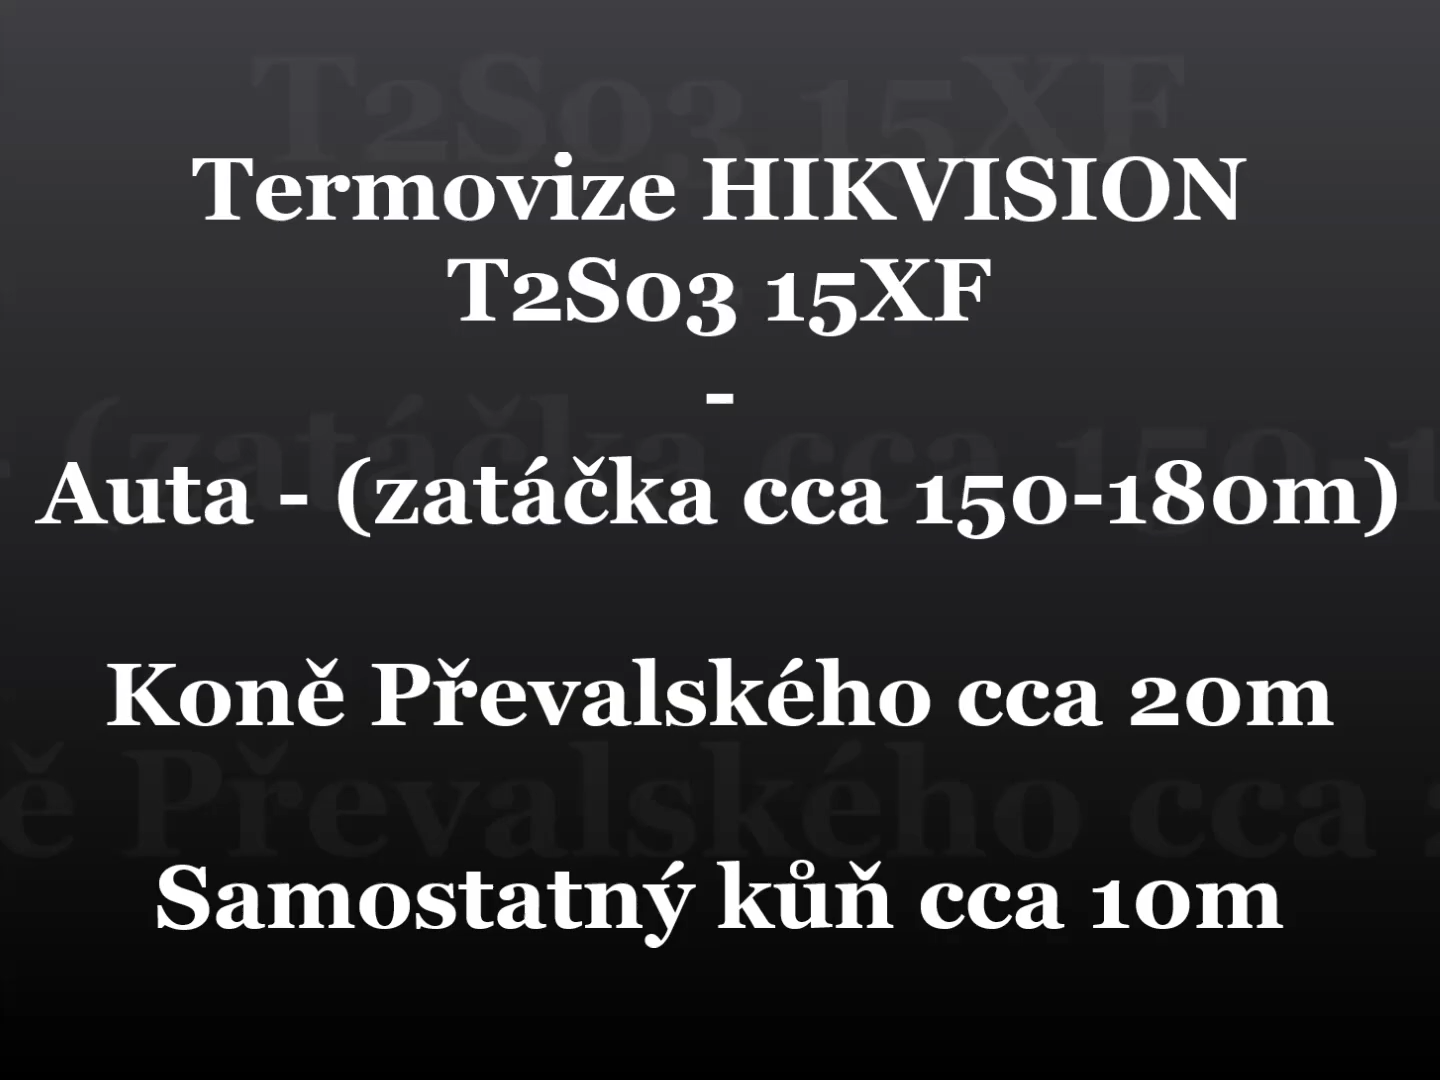 Termovize HIKVISION
T2S03 15XF
-
Auta - (zatáčka cca 150-180m)
Koně Převalského cca 20m
Samostatný kůň cca 10m